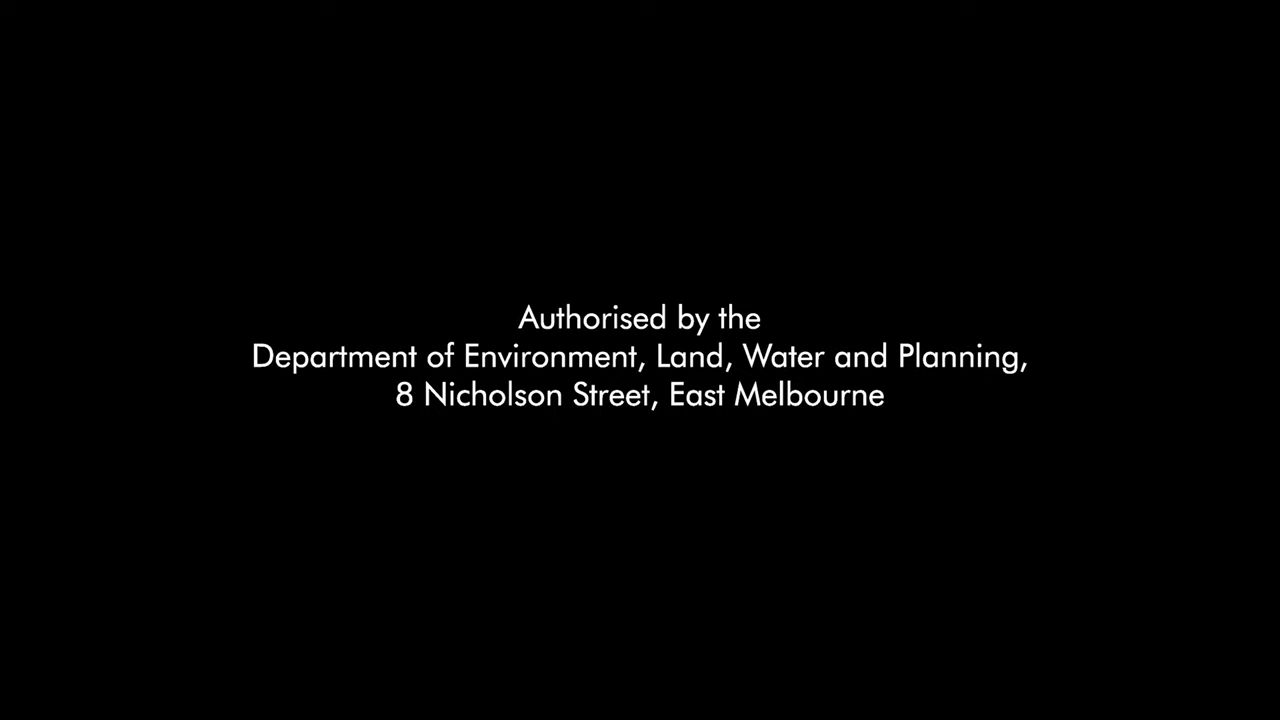 Authorised by the
Department of Environment, Land, Water and Planning,
8 Nicholson Street, East Melbourne